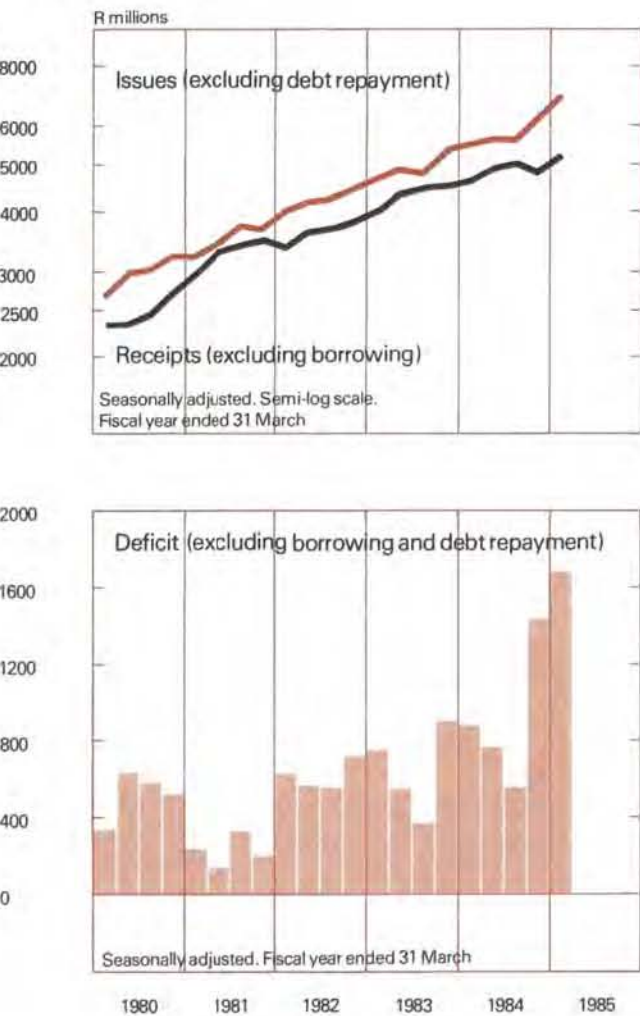 R millions
8000
Issues (excluding debt repayment)
6000
5000
4000
3000
2500
2000
Receipts (excluding borrowing)
Seasonally adjusted. Semi-log scale.
Fiscal year ended 31 March
2000
Deficit (excluding borrowing and debt repayment)
1600
1200
800
400
0
Seasonally adjusted. Fiscal year ended 31 March
1980 1981 1982 1983 1984 1985